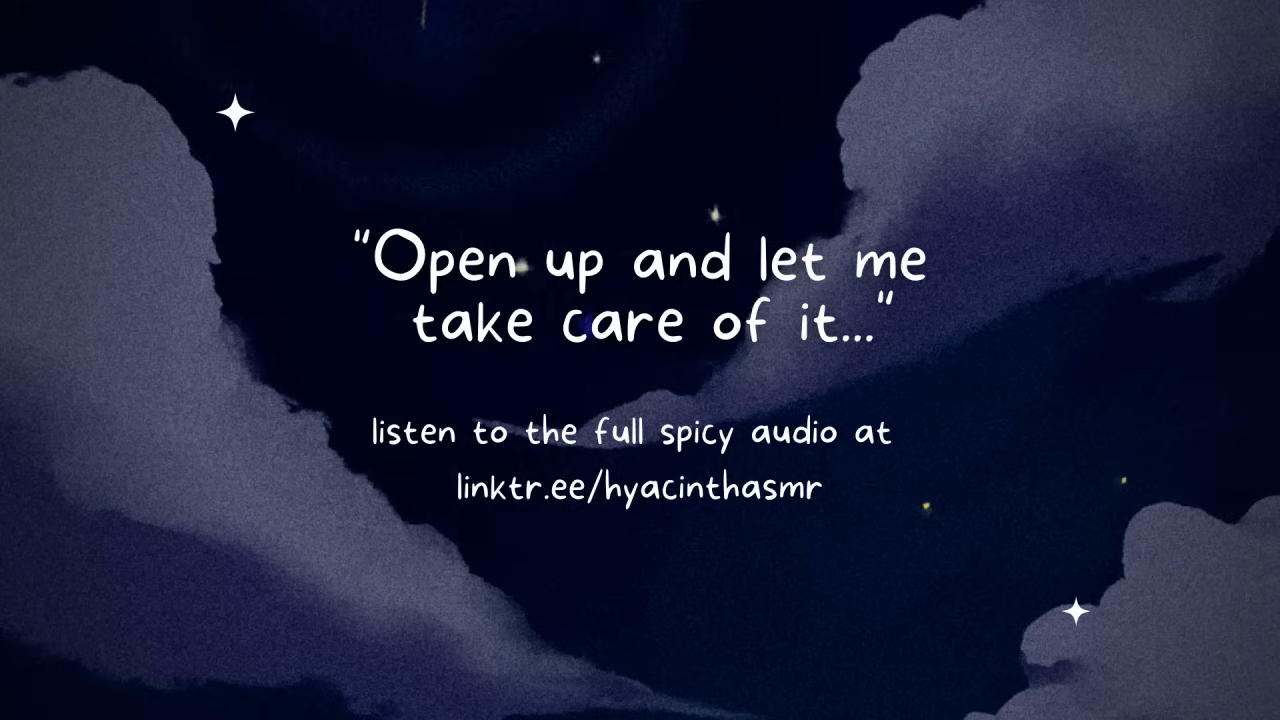 "Open up and let me
take care of it..."
listen to the full spicy audio at
linktr.ee/hyacinthasmr